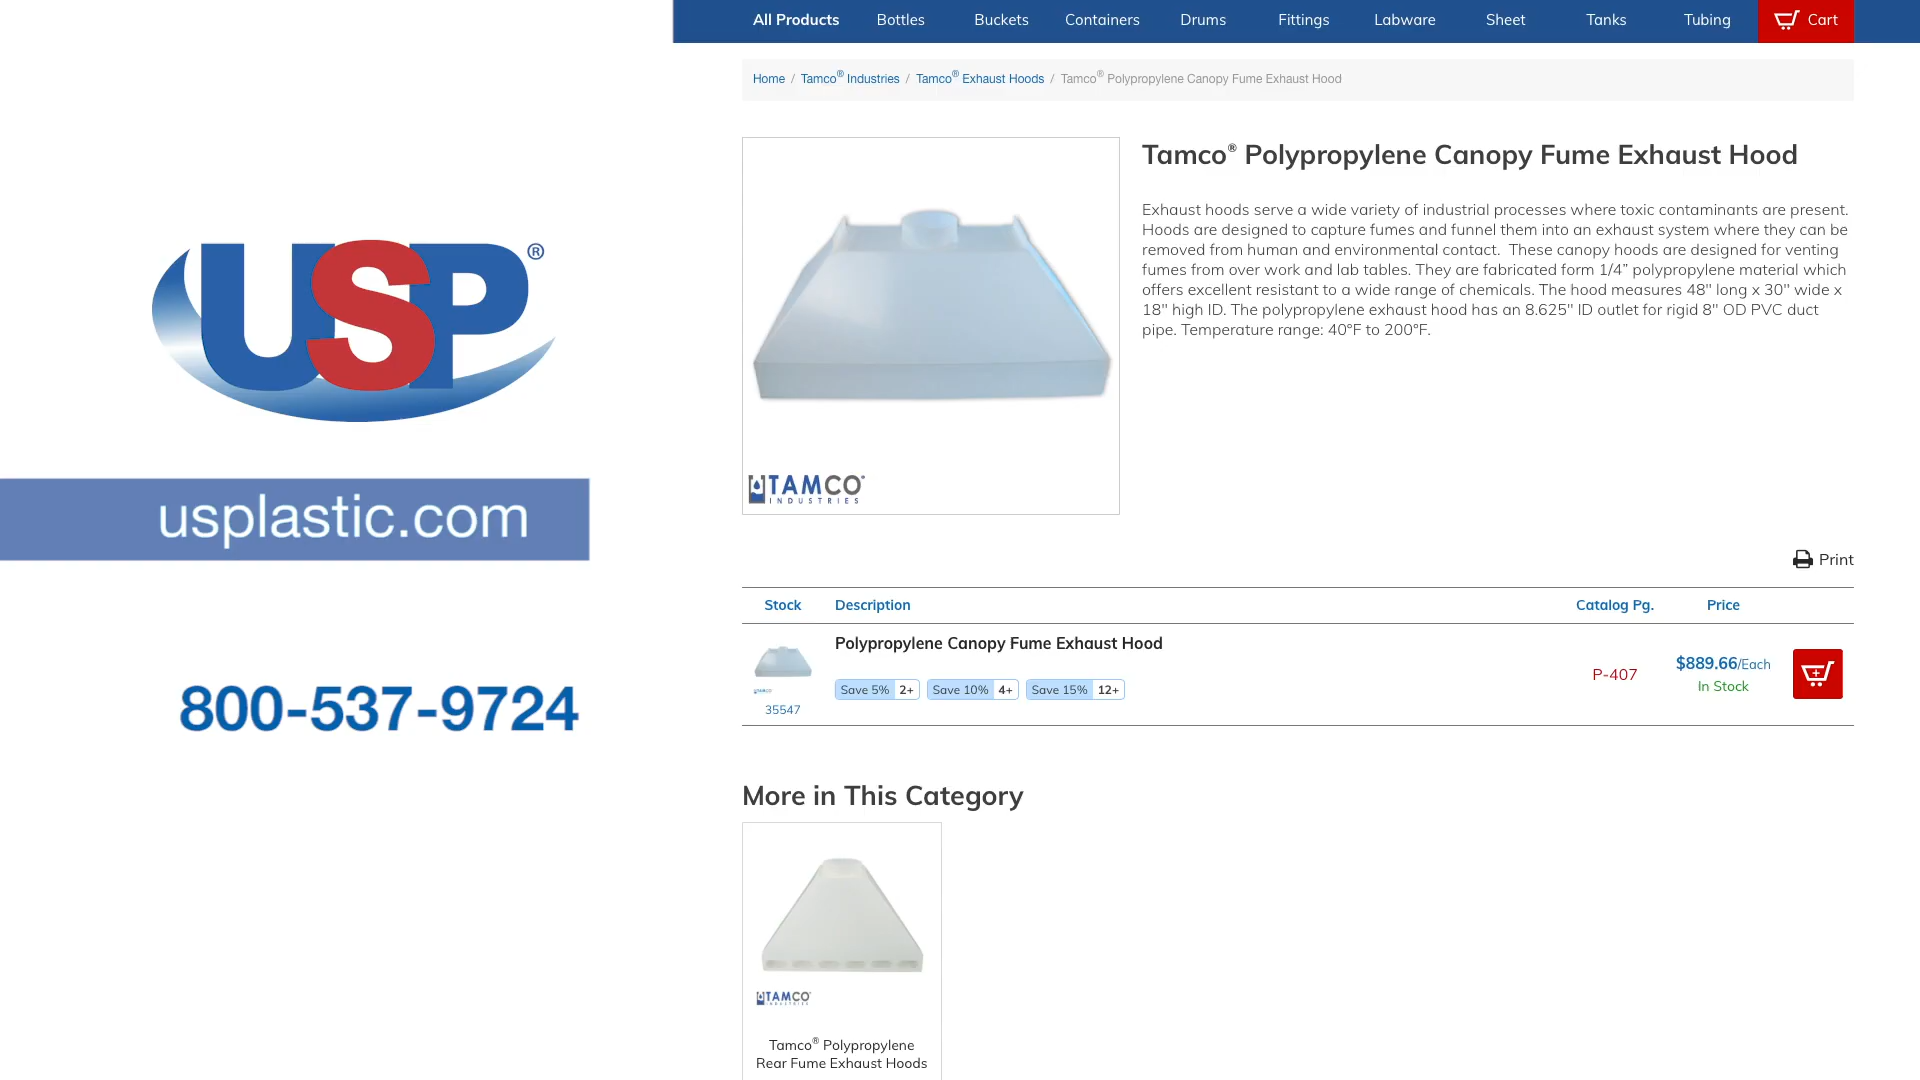 All Products Bottles Buckets Containers Drums Fittings Labware Sheet Tanks Tubing Cart
Home / Tamco® Industries / Tamco® Exhaust Hoods / Tamco® Polypropylene Canopy Fume Exhaust Hood
USP®
usplastic.com
800-537-9724
TAMCO®
INDUSTRIES
Tamco® Polypropylene Canopy Fume Exhaust Hood
Exhaust hoods serve a wide variety of industrial processes where toxic contaminants are present.
Hoods are designed to capture fumes and funnel them into an exhaust system where they can be
removed from human and environmental contact.  These canopy hoods are designed for venting
fumes from over work and lab tables. They are fabricated form 1/4” polypropylene material which
offers excellent resistant to a wide range of chemicals. The hood measures 48" long x 30" wide x
18" high ID. The polypropylene exhaust hood has an 8.625" ID outlet for rigid 8" OD PVC duct
pipe. Temperature range: 40°F to 200°F.
Print
Stock Description Catalog Pg. Price
Polypropylene Canopy Fume Exhaust Hood
Save 5% 2+ Save 10% 4+ Save 15% 12+
35547
P-407
$889.66/Each
In Stock
More in This Category
TAMCO
INDUSTRIES
Tamco® Polypropylene
Rear Fume Exhaust Hoods